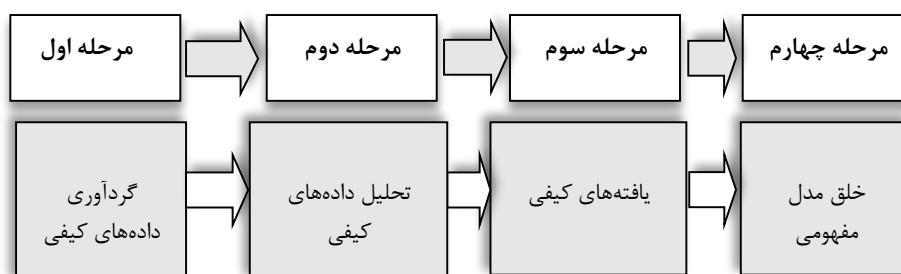 مرحله اول
مرحله دوم
مرحله سوم
مرحله چهارم
گردآوری
داده‌های کیفی
تحلیل داده‌های
کیفی
یافته‌های کیفی
خلق مدل
مفهومی